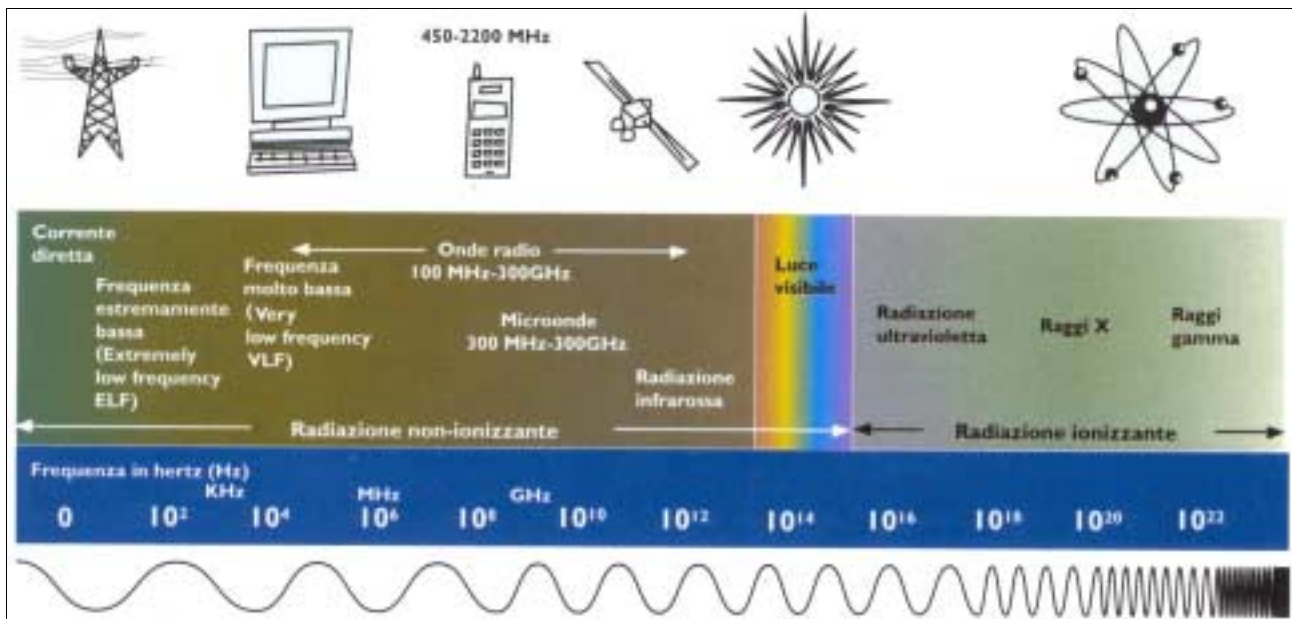 450-2200 MHz
Corrente
diretta
Frequenza
estremamente
bassa
(Extremely
low frequency
ELF)
Frequenza
molto bassa
(Very
low frequency
VLF)
Onde radio
100 MHz-300GHz
Microonde
300 MHz-300GHz
Radiazione
infrarossa
Luce
visibile
Radiazione
ultravioletta
Raggi X
Raggi
gamma
Radiazione non-ionizzante
Radiazione ionizzante
Frequenza in hertz (Hz)
KHz MHz GHz
0 10² 10⁴ 10⁶ 10⁸ 10¹⁰ 10¹² 10¹⁴ 10¹⁶ 10¹⁸ 10²⁰ 10²²